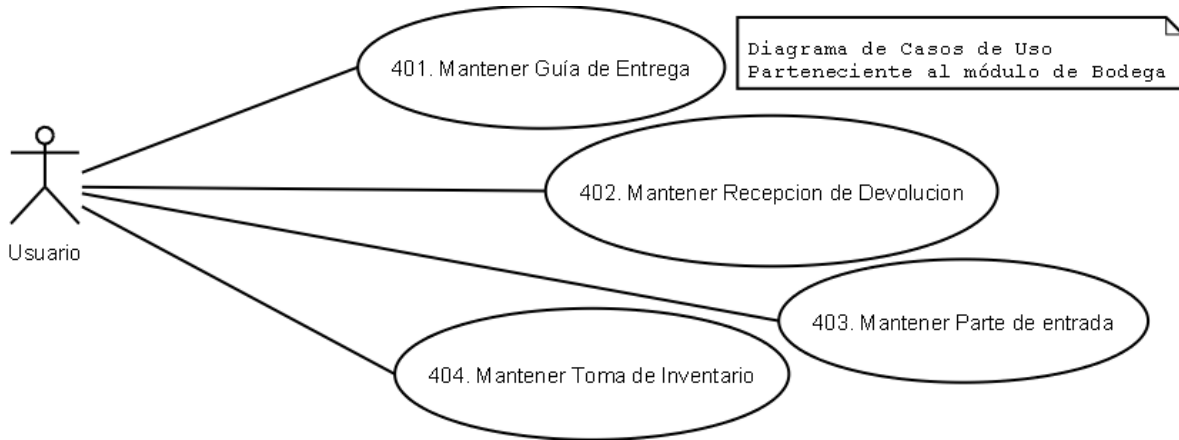 401. Mantener Guía de Entrega
Diagrama de Casos de Uso
Parteneciente al módulo de Bodega
402. Mantener Recepcion de Devolucion
Usuario
403. Mantener Parte de entrada
404. Mantener Toma de Inventario